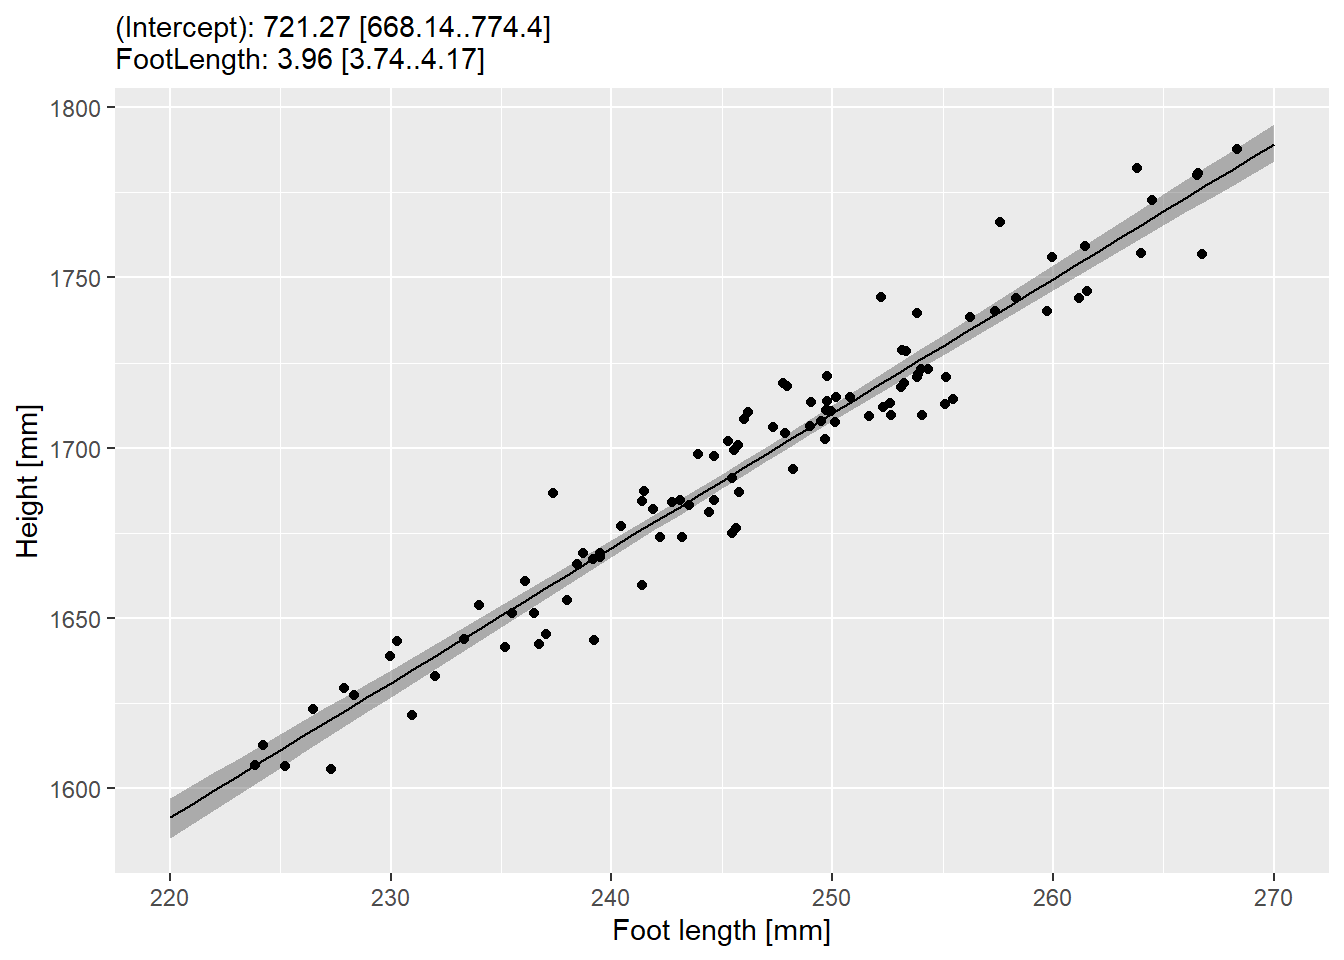 (Intercept): 721.27 [668.14..774.4]
FootLength: 3.96 [3.74..4.17]
1800
1750
1700
1650
1600
Height [mm]
220 230 240 250 260 270
Foot length [mm]